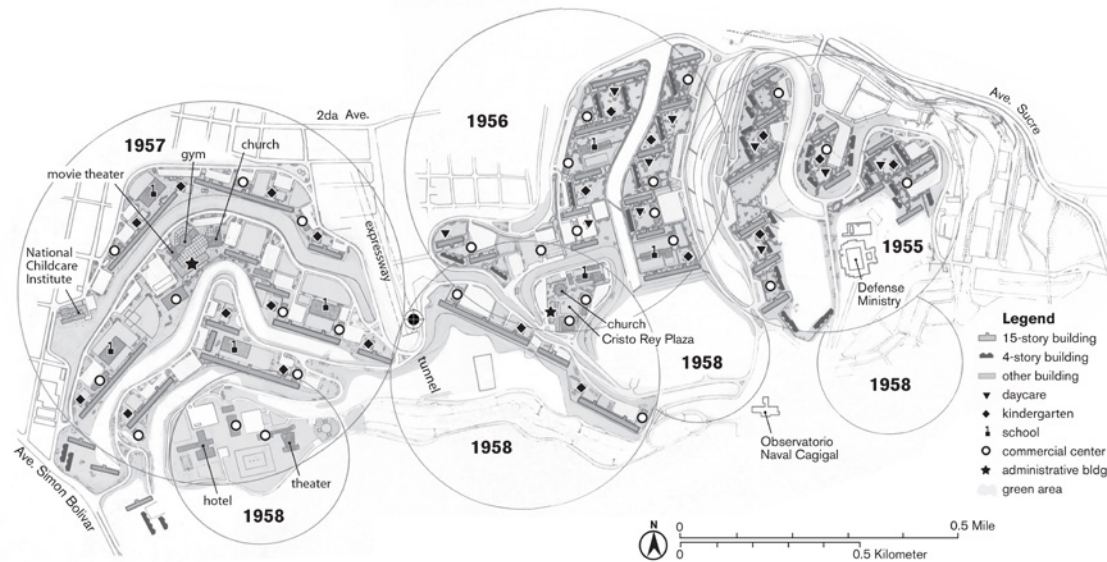 1957
gym
church
movie theater
2da Ave.
1956
expressway
National
Childcare
Institute
Ave. Sucre
1955
Defense
Ministry
church
Cristo Rey Plaza
tunnel
1958
1958
1958
Observatorio
Naval Cagigal
Ave. Simon Bolivar
hotel
theater
1958
Legend
15-story building
4-story building
other building
daycare
kindergarten
school
commercial center
administrative bldg
green area
N
0
0.5 Mile
0
0.5 Kilometer